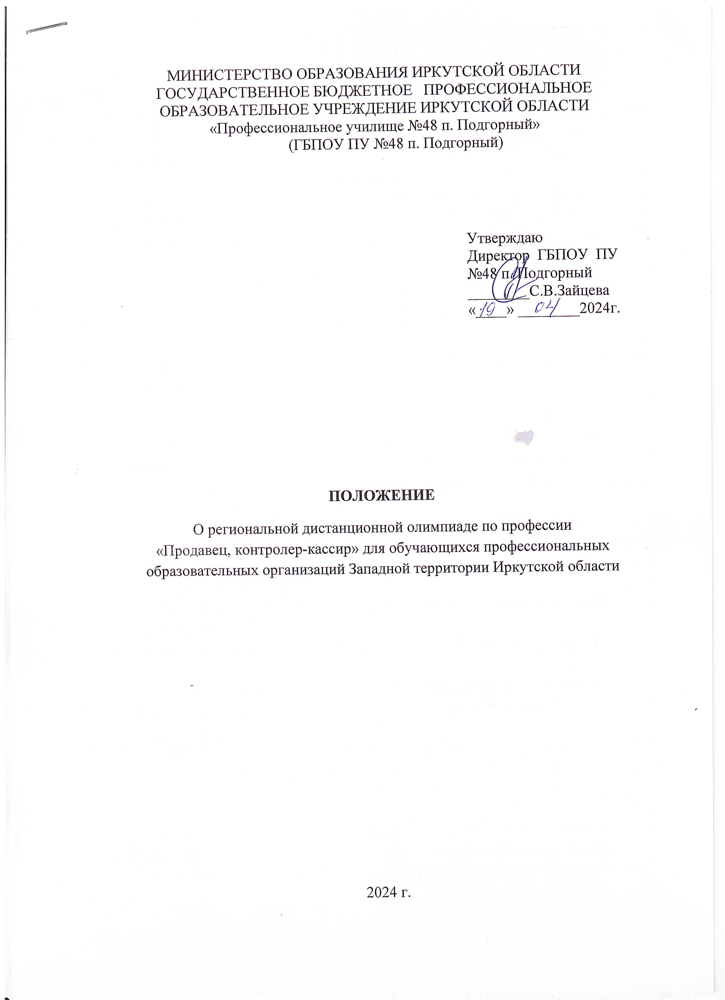 МИНИСТЕРСТВО ОБРАЗОВАНИЯ ИРКУТСКОЙ ОБЛАСТИ
ГОСУДАРСТВЕННОЕ БЮДЖЕТНОЕ ПРОФЕССИОНАЛЬНОЕ
ОБРАЗОВАТЕЛЬНОЕ УЧРЕЖДЕНИЕ ИРКУТСКОЙ ОБЛАСТИ
«Профессиональное училище №48 п. Подгорный»
(ГБПОУ ПУ №48 п. Подгорный)
Утверждаю
Директор ГБПОУ ПУ
№48 п. Подгорный
________С.В.Зайцева
«19» 04 2024г.
ПОЛОЖЕНИЕ
О региональной дистанционной олимпиаде по профессии
«Продавец, контролер-кассир» для обучающихся профессиональных
образовательных организаций Западной территории Иркутской области
2024 г.